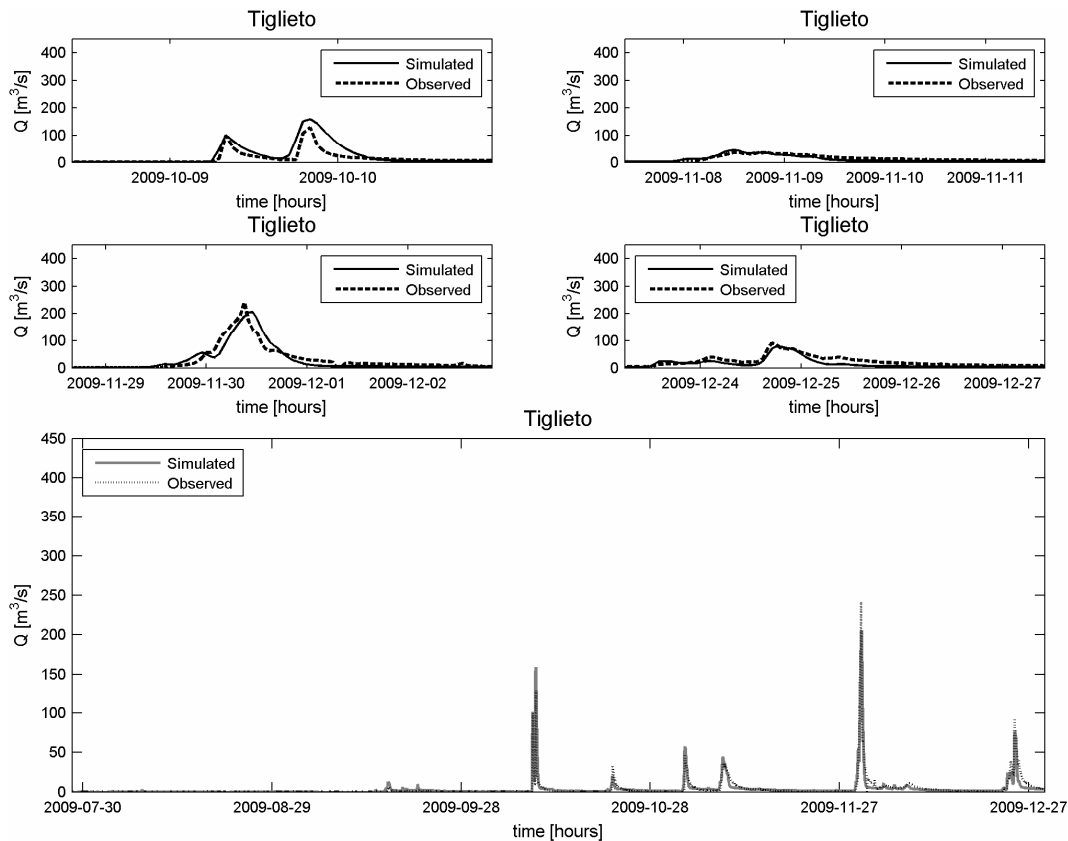 Tiglieto
Q [m³/s]
400
300
200
100
0
Simulated
Observed
2009-10-09
2009-10-10
time [hours]
Tiglieto
Q [m³/s]
400
300
200
100
0
Simulated
Observed
2009-11-08
2009-11-09
2009-11-10
2009-11-11
time [hours]
Tiglieto
Q [m³/s]
400
300
200
100
0
Simulated
Observed
2009-11-29
2009-11-30
2009-12-01
2009-12-02
time [hours]
Tiglieto
Q [m³/s]
400
300
200
100
0
Simulated
Observed
2009-12-24
2009-12-25
2009-12-26
2009-12-27
time [hours]
Tiglieto
Q [m³/s]
450
400
350
300
250
200
150
100
50
0
Simulated
Observed
2009-07-30
2009-08-29
2009-09-28
2009-10-28
2009-11-27
2009-12-27
time [hours]